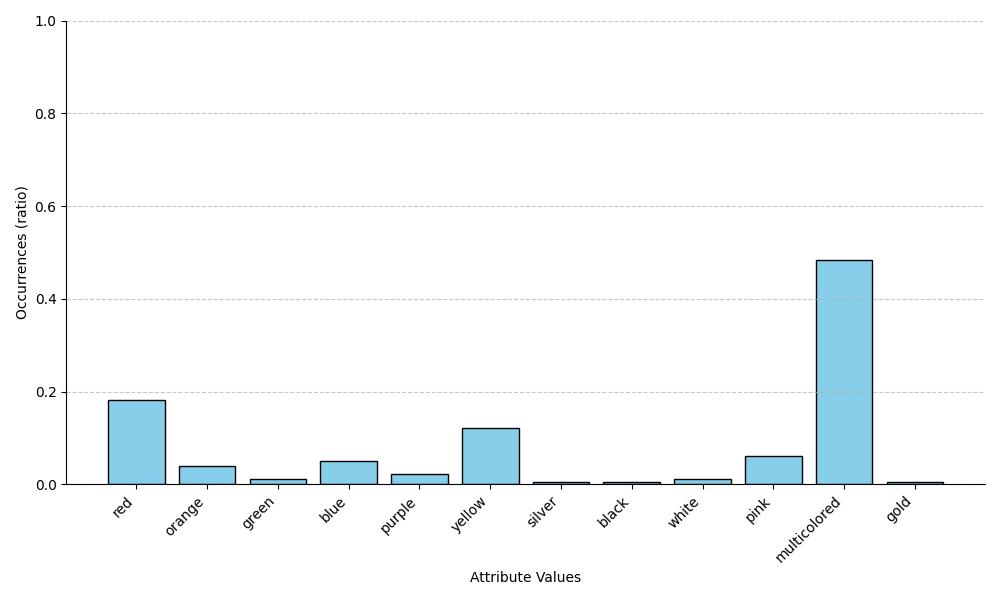 1.0
0.8
0.6
0.4
0.2
0.0
Occurrences (ratio)
red
orange
green
blue
purple
yellow
silver
black
white
pink
multicolored
gold
Attribute Values